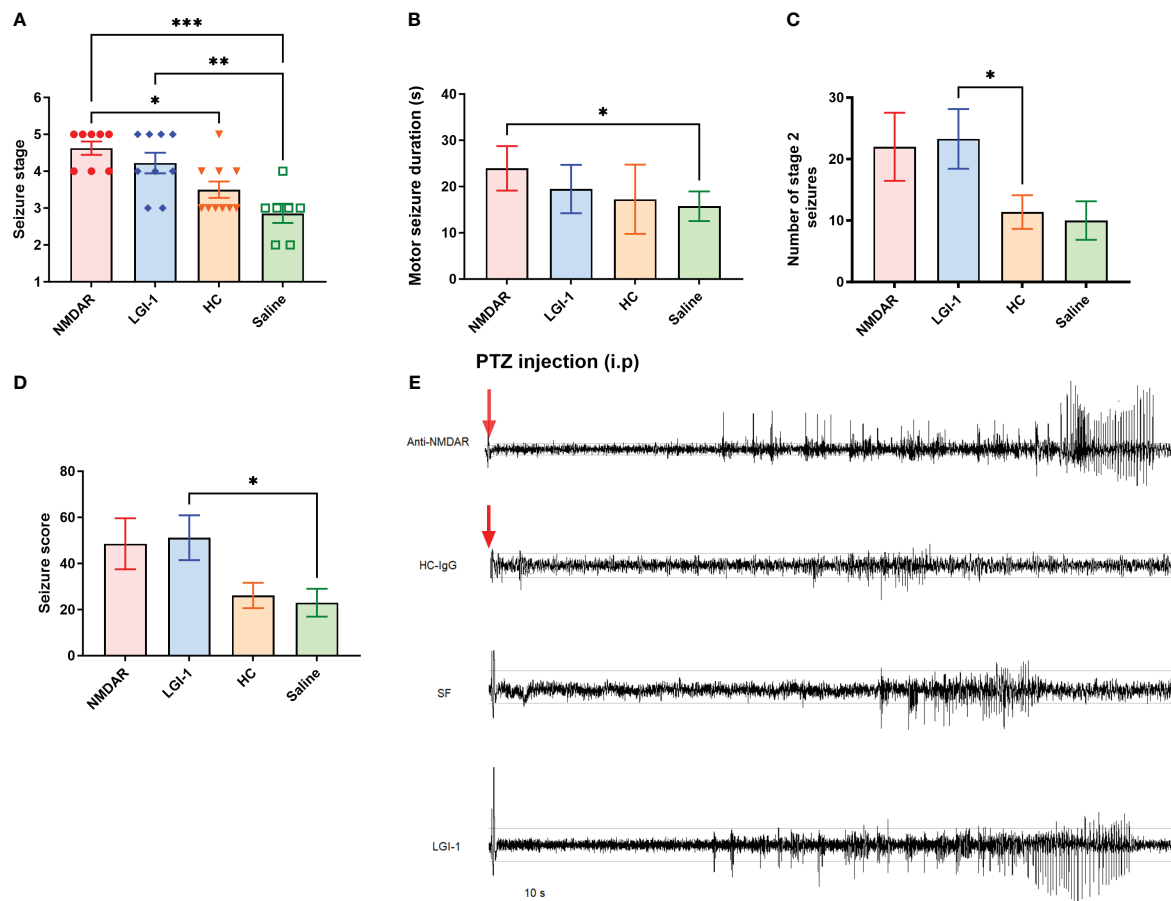 A
***
**
*
Seizure stage
6
5
4
3
2
1
NMDAR
LGI-1
HC
Saline
B
*
Motor seizure duration (s)
40
30
20
10
0
NMDAR
LGI-1
HC
Saline
C
*
Number of stage 2
seizures
30
20
10
0
NMDAR
LGI-1
HC
Saline
D
*
Seizure score
80
60
40
20
0
NMDAR
LGI-1
HC
Saline
E
PTZ injection (i.p)
Anti-NMDAR
HC-IgG
SF
LGI-1
10 s